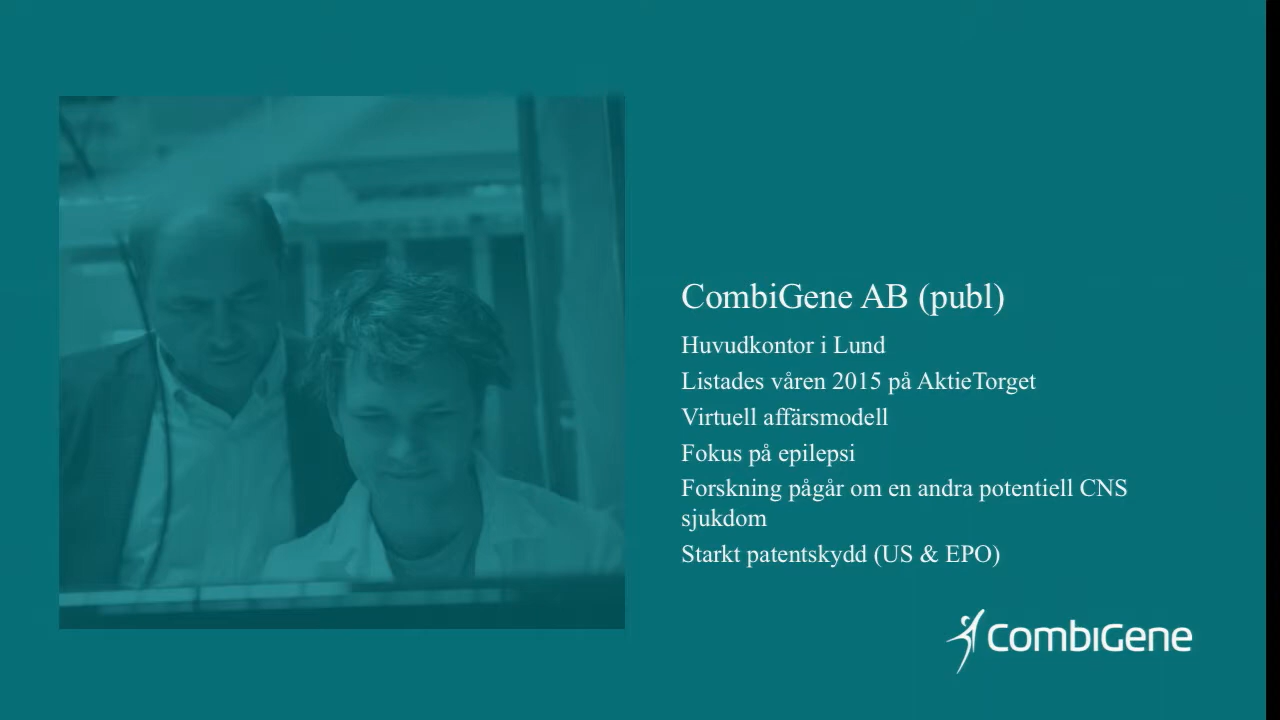 CombiGene AB (publ)
Huvudkontor i Lund
Listades våren 2015 på AktieTorget
Virtuell affärsmodell
Fokus på epilepsi
Forskning pågår om en andra potentiell CNS
sjukdom
Starkt patentskydd (US & EPO)
CombiGene